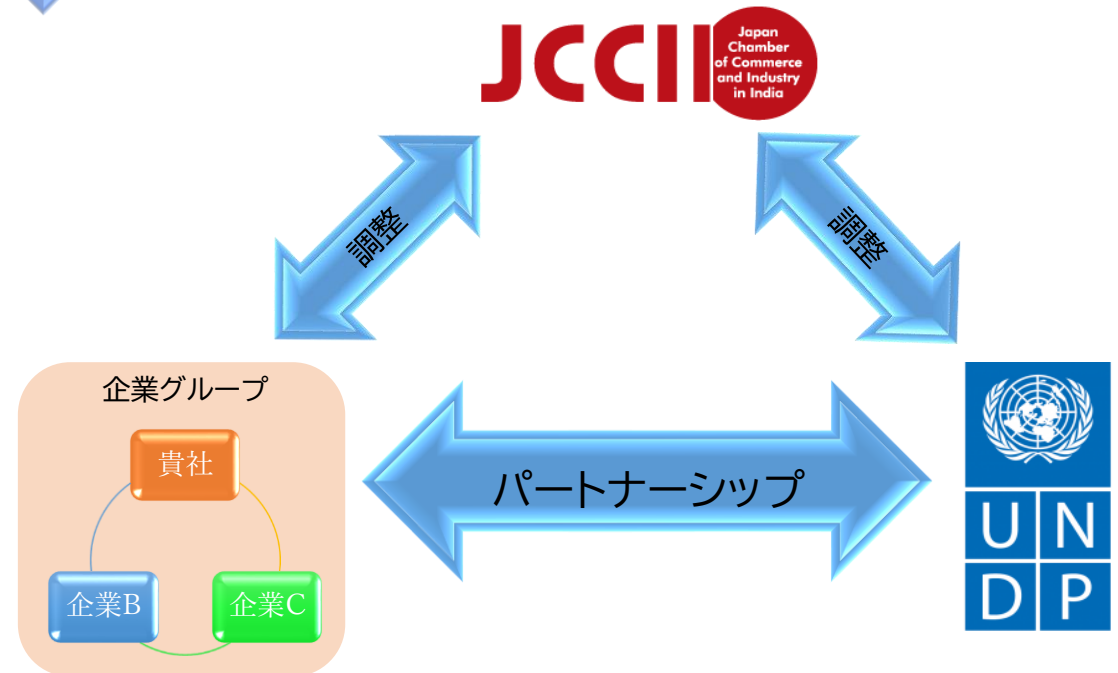 JCCII
Japan
Chamber
of Commerce
and Industry
in India
調整
調整
企業グループ
貴社
企業B
企業C
パートナーシップ
U N
D P